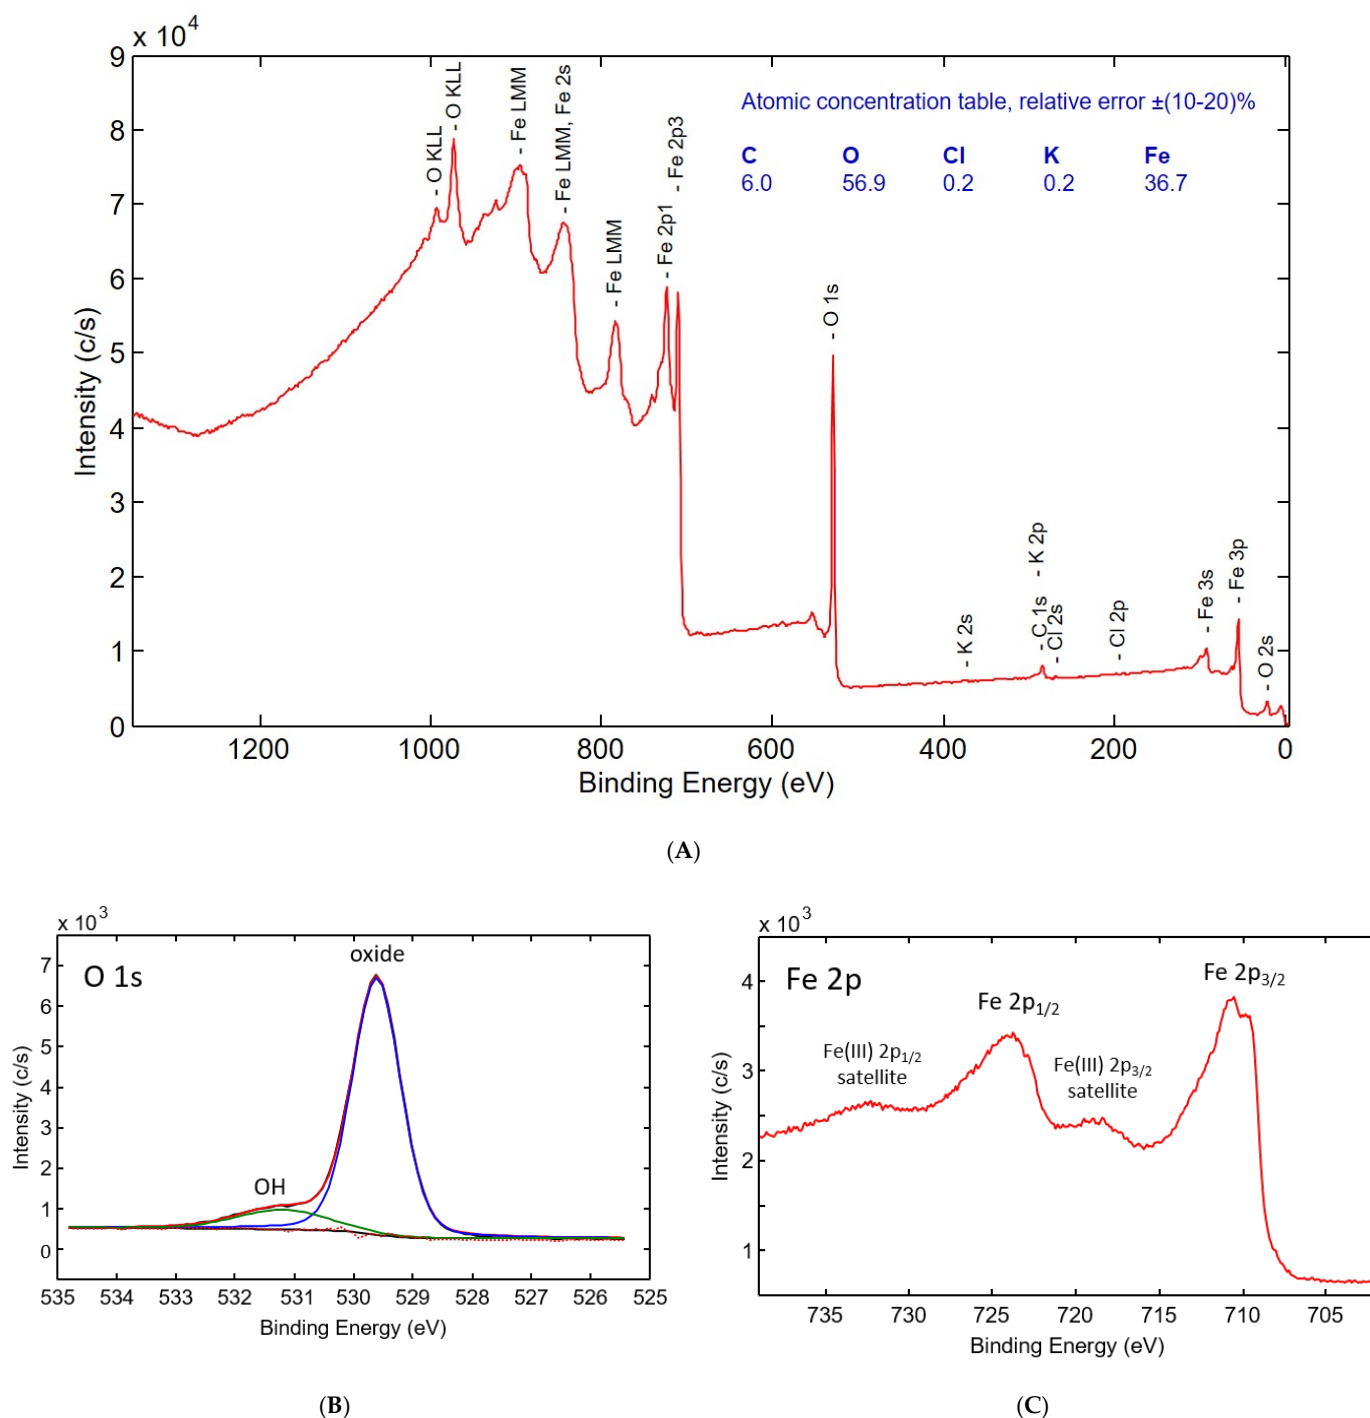 x 10^4
Atomic concentration table, relative error ±(10-20)%
C O Cl K Fe
6.0 56.9 0.2 0.2 36.7
- O KLL
- O KLL
- Fe LMM
- Fe LMM, Fe 2s
- Fe LMM
- Fe 2p1
- Fe 2p3
- O 1s
- K 2s
- C 1s
- K 2p
- Cl 2s
- Cl 2p
- Fe 3s
- Fe 3p
- O 2s
9
8
7
6
5
4
3
2
1
0
Intensity (c/s)
1200 1000 800 600 400 200 0
Binding Energy (eV)
(A)
x 10^3
O 1s
oxide
OH
7
6
5
4
3
2
1
0
Intensity (c/s)
535 534 533 532 531 530 529 528 527 526 525
Binding Energy (eV)
(B)
x 10^3
Fe 2p
Fe 2p3/2
Fe 2p1/2
Fe(III) 2p1/2
satellite
Fe(III) 2p3/2
satellite
4
3
2
1
Intensity (c/s)
735 730 725 720 715 710 705
Binding Energy (eV)
(C)